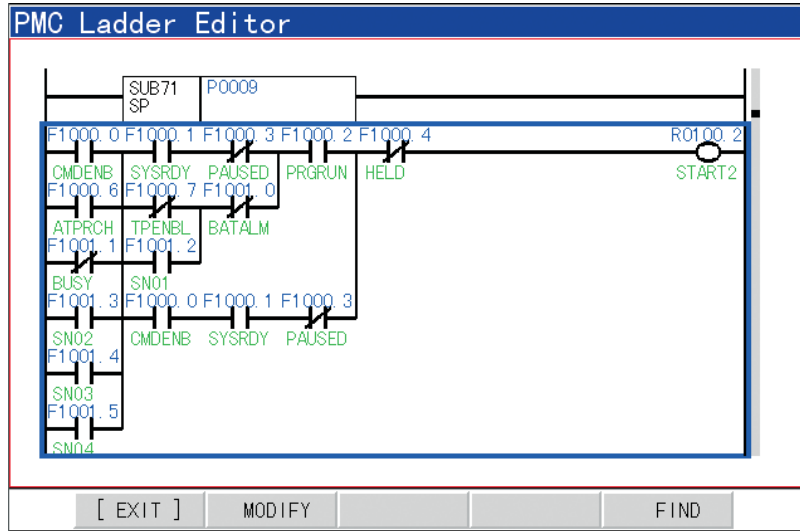 PMC Ladder Editor
SUB71 P0009
SP
F1000. 0 F1000. 1 F1000. 3 F1000. 2 F1000. 4 R0100. 2
CMDENB SYSRDY PAUSED PRGRUN HELD START2
F1000. 6 F1000. 7 F1001. 0
ATPRCH TPENBL BATALM
F1001. 1 F1001. 2
BUSY SN01
F1001. 3 F1000. 0 F1000. 1 F1000. 3
SN02 CMDENB SYSRDY PAUSED
F1001. 4
SN03
F1001. 5
SN04
[ EXIT ] MODIFY FIND